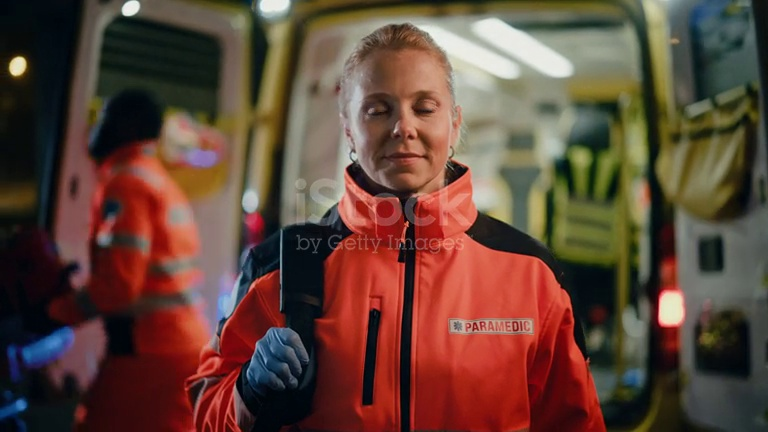 iStock
by Getty Images
PARAMEDIC